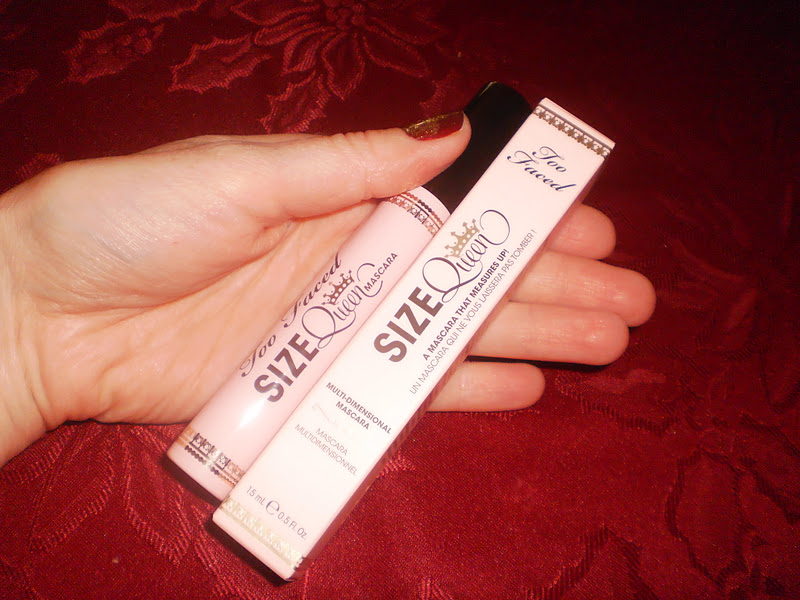 Too
Faced
SIZE Queen
A MASCARA THAT MEASURES UP!
UN MASCARA QUI NE VOUS LAISSERA PAS TOMBER !
MULTI-DIMENSIONAL
MASCARA
MASCARA
MULTIDIMENSIONNEL
15 mL ℮ 0.5 Fl. Oz.
Too Faced
SIZE Queen MASCARA